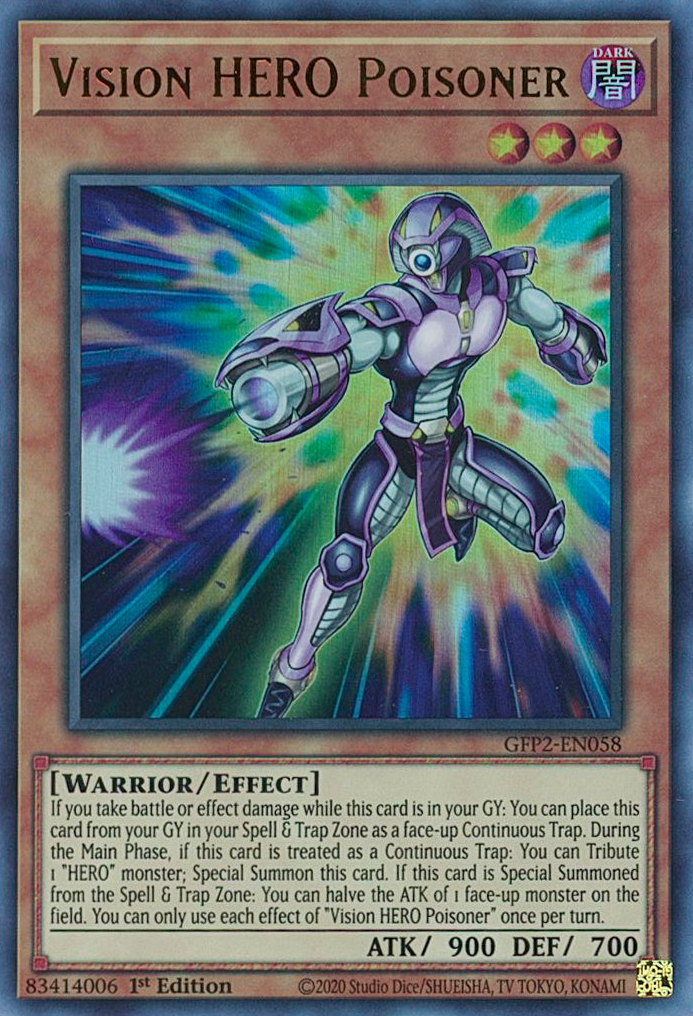 Vision HERO Poisoner
DARK
闇
GFP2-EN058
[Warrior/Effect]
If you take battle or effect damage while this card is in your GY: You can place this
card from your GY in your Spell & Trap Zone as a face-up Continuous Trap. During
the Main Phase, if this card is treated as a Continuous Trap: You can Tribute
1 "HERO" monster; Special Summon this card. If this card is Special Summoned
from the Spell & Trap Zone: You can halve the ATK of 1 face-up monster on the
field. You can only use each effect of "Vision HERO Poisoner" once per turn.
ATK/ 900 DEF/ 700
83414006 1st Edition ©2020 Studio Dice/SHUEISHA, TV TOKYO, KONAMI